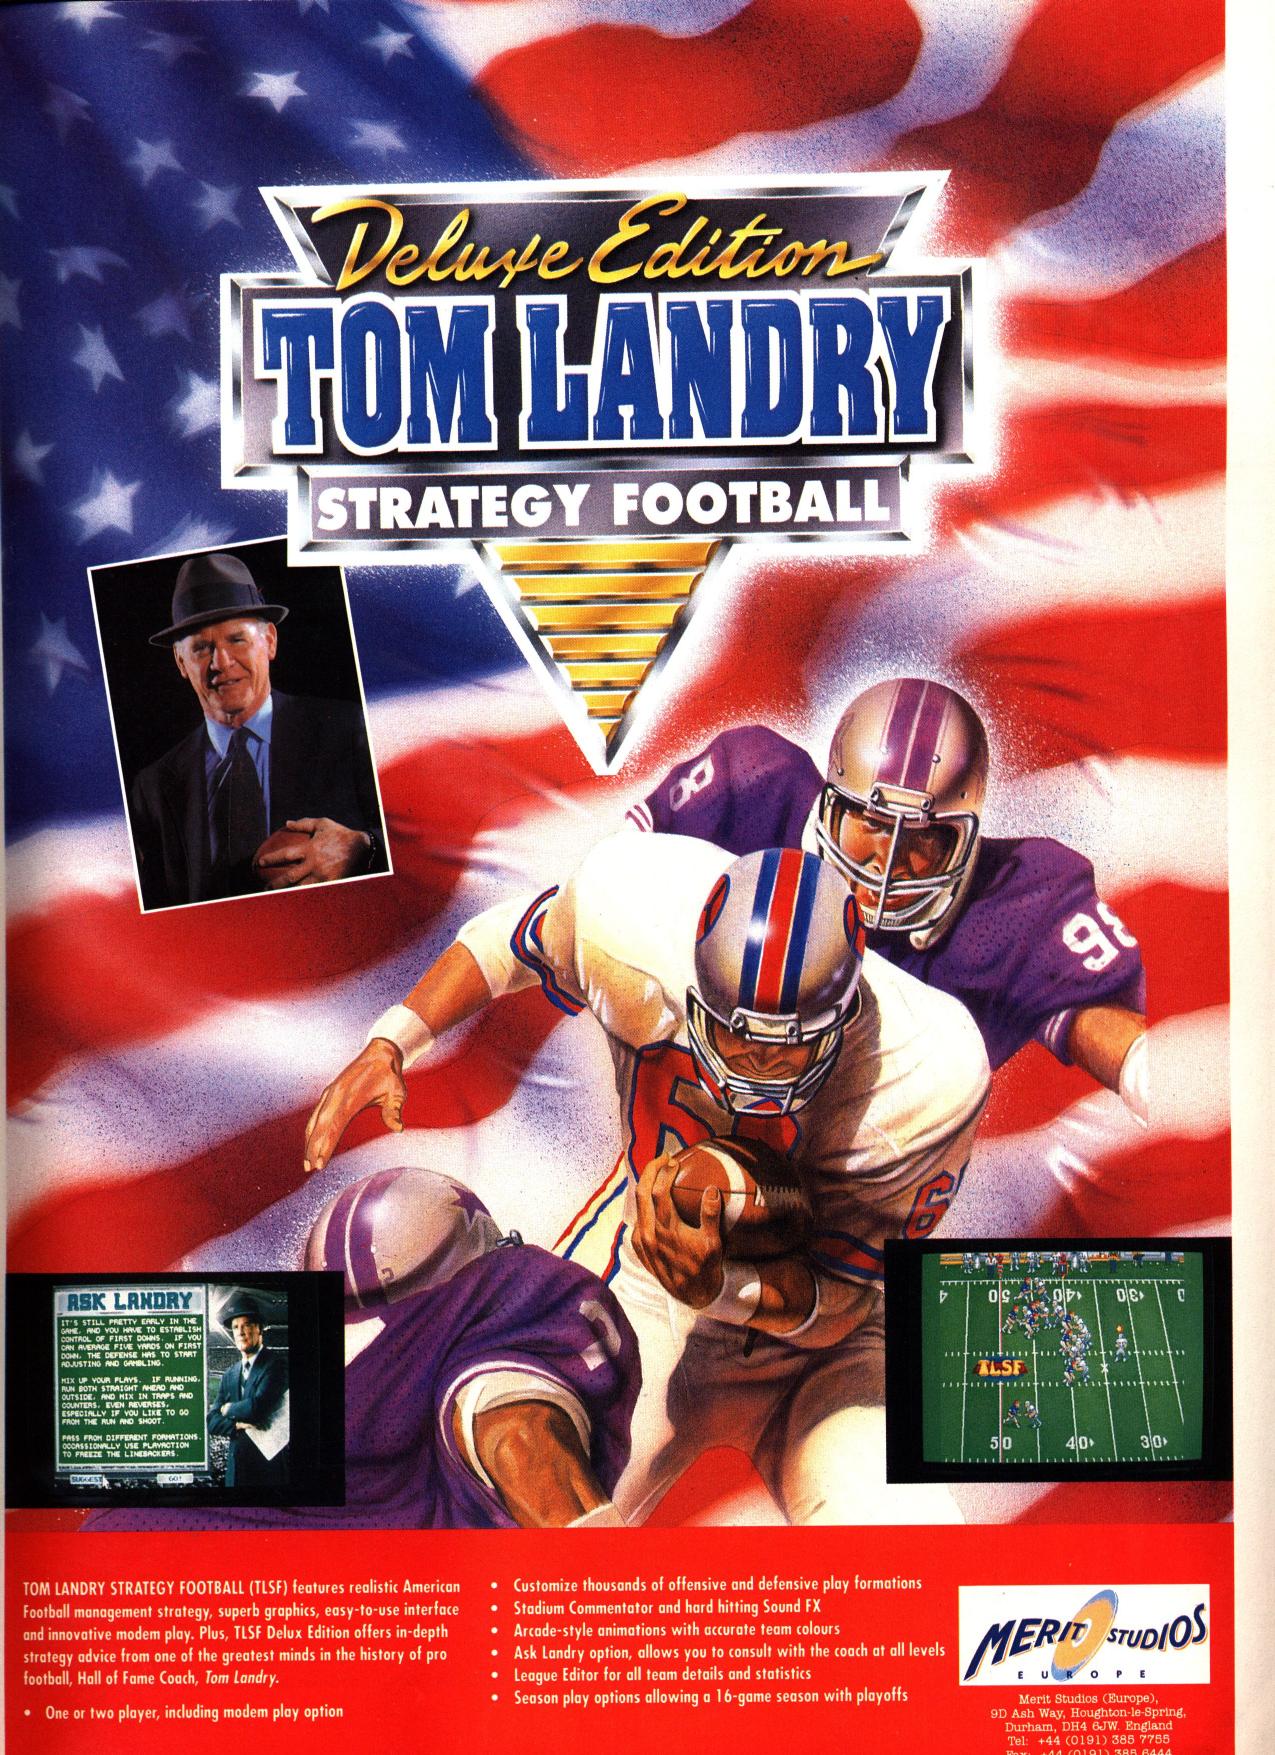 Deluxe Edition
TOM LANDRY
STRATEGY FOOTBALL
8
98
6
ASK LANDRY
IT'S STILL PRETTY EARLY IN THE
GAME, AND YOU HAVE TO ESTABLISH
CONTROL OF FIRST DOWNS. IF YOU
CAN AVERAGE FIVE YARDS ON FIRST
DOWN, THE DEFENSE HAS TO START
ADJUSTING AND GAMBLING.
MIX UP YOUR PLAYS. IF RUNNING,
RUN BOTH STRAIGHT AHEAD AND
OUTSIDE, AND MIX IN TRAPS AND
COUNTERS, EVEN REVERSES,
ESPECIALLY IF YOU LIKE TO GO
FROM THE RUN AND SHOOT.
PASS FROM DIFFERENT FORMATIONS.
OCCASSIONALLY USE PLAYACTION
TO FREEZE THE LINEBACKERS.
SUGGEST GO!
TLSF
50 40 30
TOM LANDRY STRATEGY FOOTBALL (TLSF) features realistic American
Football management strategy, superb graphics, easy-to-use interface
and innovative modem play. Plus, TLSF Delux Edition offers in-depth
strategy advice from one of the greatest minds in the history of pro
football, Hall of Fame Coach, Tom Landry.
• One or two player, including modem play option
• Customize thousands of offensive and defensive play formations
• Stadium Commentator and hard hitting Sound FX
• Arcade-style animations with accurate team colours
• Ask Landry option, allows you to consult with the coach at all levels
• League Editor for all team details and statistics
• Season play options allowing a 16-game season with playoffs
MERIT STUDIOS
EUROPE
Merit Studios (Europe),
9D Ash Way, Houghton-le-Spring,
Durham, DH4 6JW. England
Tel: +44 (0191) 385 7755
Fax: +44 (0191) 385 6444